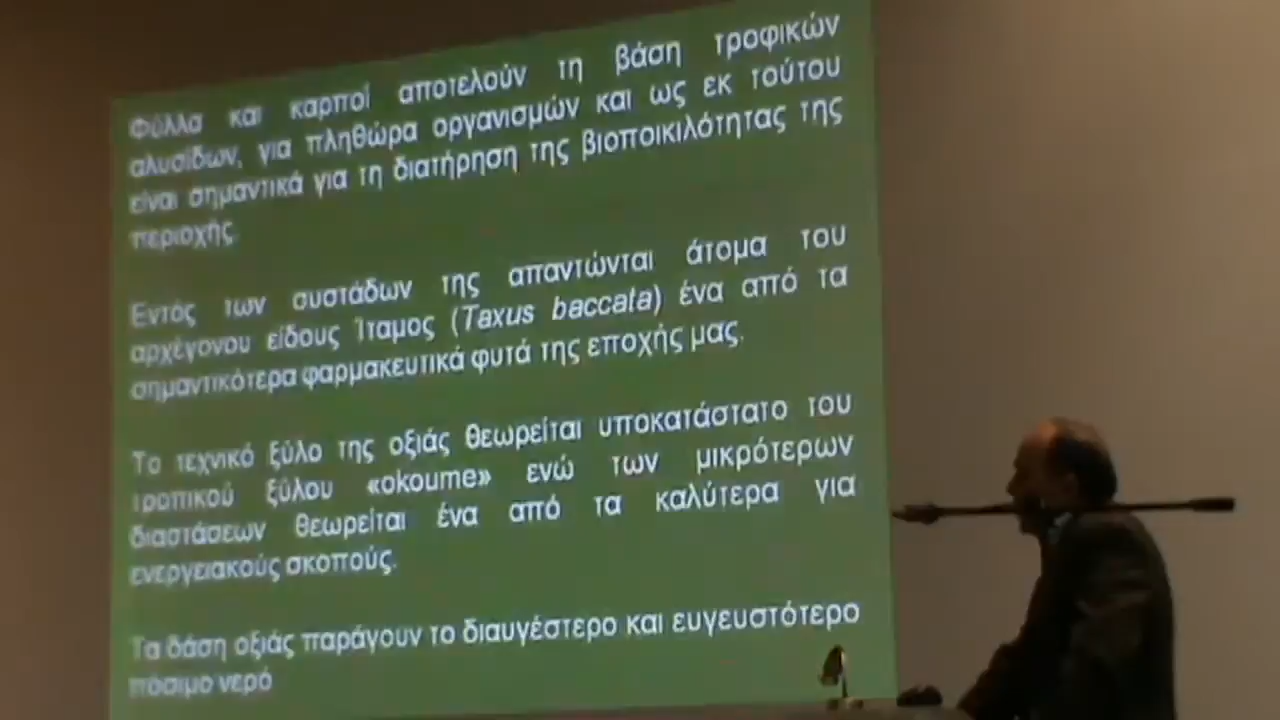 Φύλλα και καρποί αποτελούν τη βάση τροφικών
αλυσίδων, για πληθώρα οργανισμών και ως εκ τούτου
είναι σημαντικά για τη διατήρηση της βιοποικιλότητας της
περιοχής.
Εντός των συστάδων της απαντώνται άτομα του
αρχέγονου είδους Ίταμος (Taxus baccata) ένα από τα
σημαντικότερα φαρμακευτικά φυτά της εποχής μας.
Το τεχνικό ξύλο της οξιάς θεωρείται υποκατάστατο του
τροπικού ξύλου «okoume» ενώ των μικρότερων
διαστάσεων θεωρείται ένα από τα καλύτερα για
ενεργειακούς σκοπούς.
Τα δάση οξιάς παράγουν το διαυγέστερο και ευγευστότερο
πόσιμο νερό